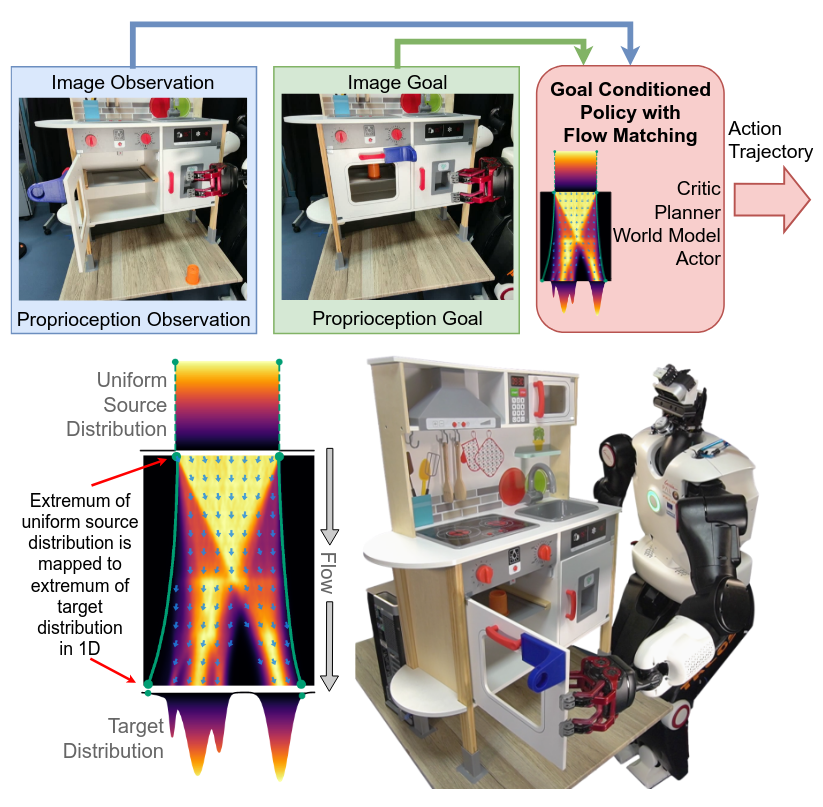 Image Observation
Proprioception Observation
Image Goal
Proprioception Goal
Goal Conditioned
Policy with
Flow Matching
Critic
Planner
World Model
Actor
Action
Trajectory
Uniform
Source
Distribution
Extremum of
uniform source
distribution is
mapped to
extremum of
target
distribution
in 1D
Flow
Target
Distribution